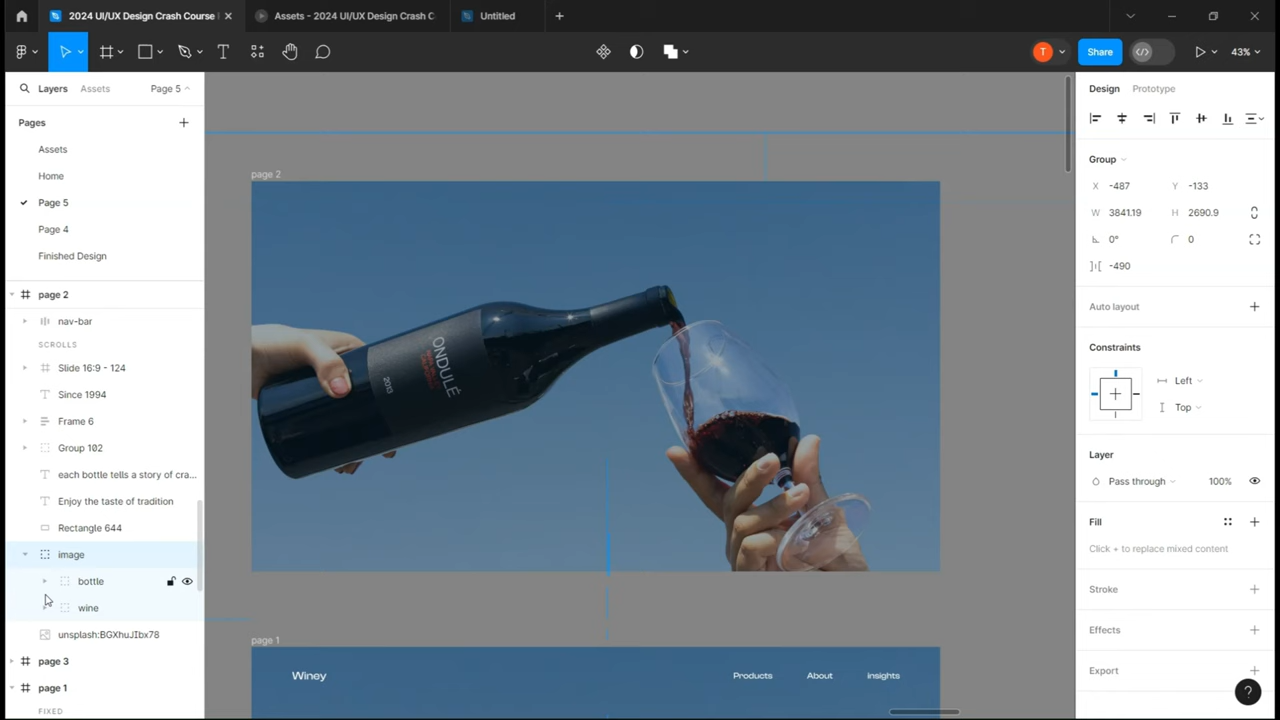 2024 UI/UX Design Crash Course
Assets - 2024 UI/UX Design Crash C
Untitled
T
Share
43%
Layers
Assets
Page 5
Design
Prototype
Pages
Assets
Home
Page 5
Page 4
Finished Design
page 2
nav-bar
SCROLLS
Slide 16:9 - 124
Since 1994
Frame 6
Group 102
each bottle tells a story of cra...
Enjoy the taste of tradition
Rectangle 644
image
bottle
wine
unsplash:BGXhuJIbx78
page 3
page 1
FIXED
page 2
ONDULÉ
2013
page 1
Winey
Products
About
insights
Group
X -487
Y -133
W 3841.19
H 2690.9
0°
0
-490
Auto layout
Constraints
Left
Top
Layer
Pass through
100%
Fill
Click + to replace mixed content
Stroke
Effects
Export
?